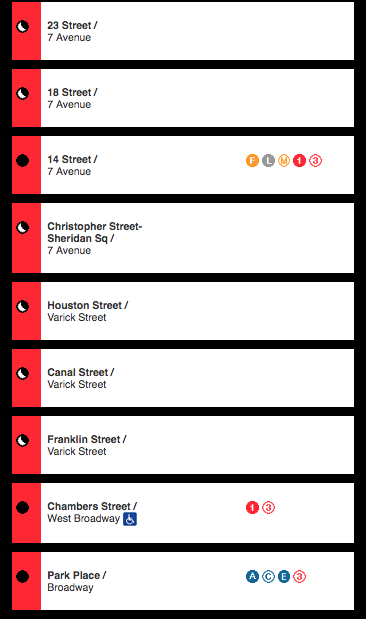 23 Street /
7 Avenue
18 Street /
7 Avenue
14 Street /
7 Avenue
F L M 1 3
Christopher Street-
Sheridan Sq /
7 Avenue
Houston Street /
Varick Street
Canal Street /
Varick Street
Franklin Street /
Varick Street
Chambers Street /
West Broadway
1 3
Park Place /
Broadway
A C E 3